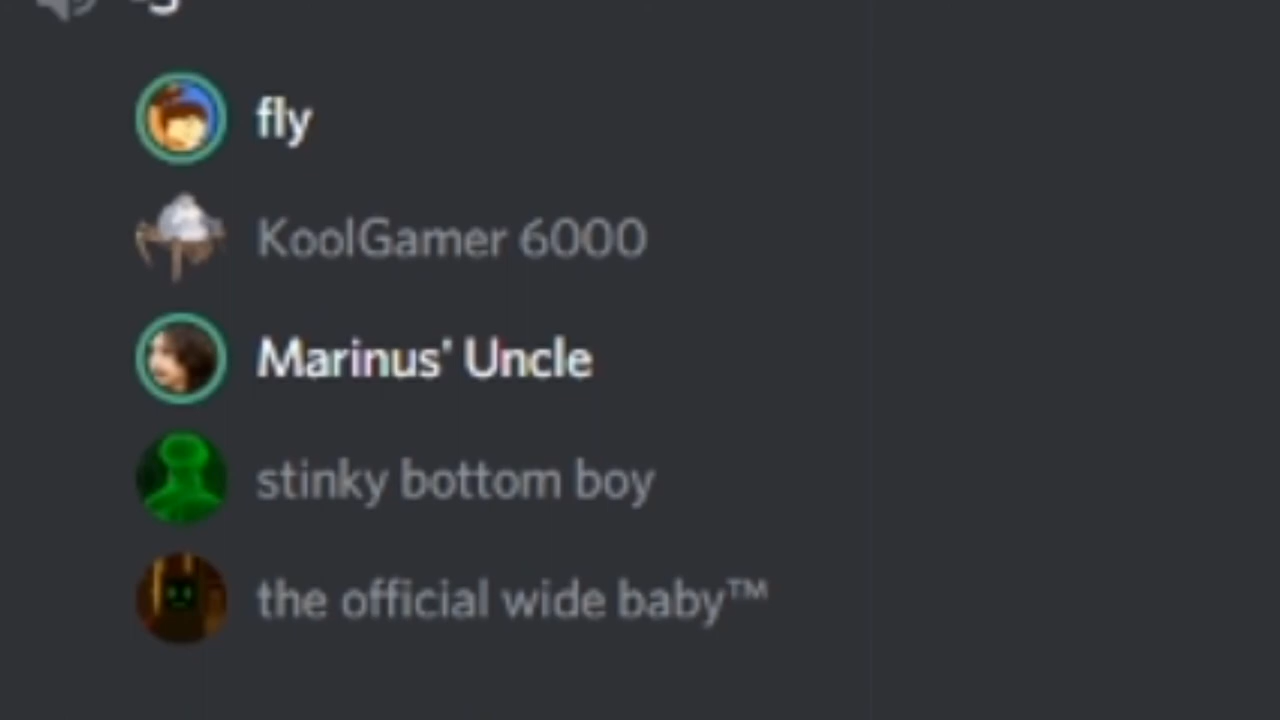 fly
KoolGamer 6000
Marinus' Uncle
stinky bottom boy
the official wide baby™